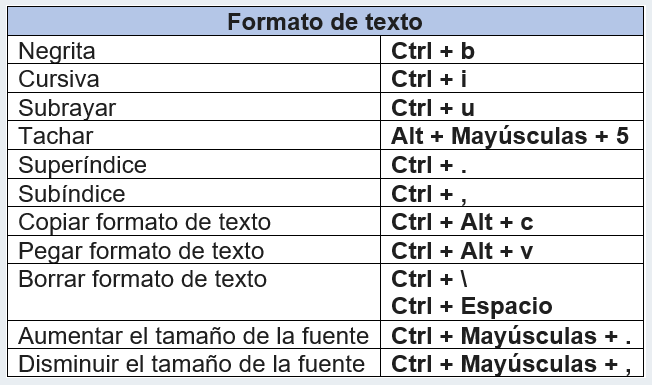 Formato de texto
Negrita Ctrl + b
Cursiva Ctrl + i
Subrayar Ctrl + u
Tachar Alt + Mayúsculas + 5
Superíndice Ctrl + .
Subíndice Ctrl + ,
Copiar formato de texto Ctrl + Alt + c
Pegar formato de texto Ctrl + Alt + v
Borrar formato de texto Ctrl + \
Ctrl + Espacio
Aumentar el tamaño de la fuente Ctrl + Mayúsculas + .
Disminuir el tamaño de la fuente Ctrl + Mayúsculas + ,